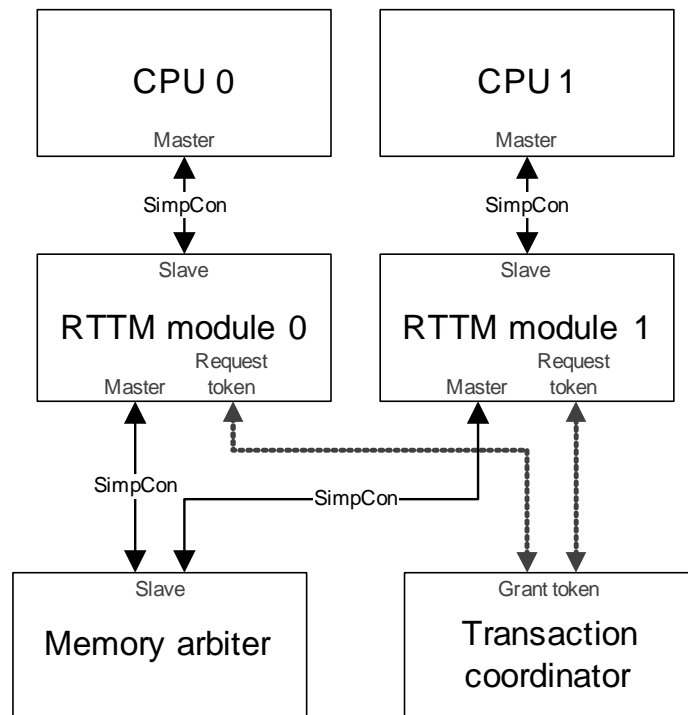 CPU 0
CPU 1
Master
Master
SimpCon
SimpCon
Slave
Slave
RTTM module 0
RTTM module 1
Master
Request
token
Master
Request
token
SimpCon
SimpCon
Slave
Grant token
Memory arbiter
Transaction
coordinator